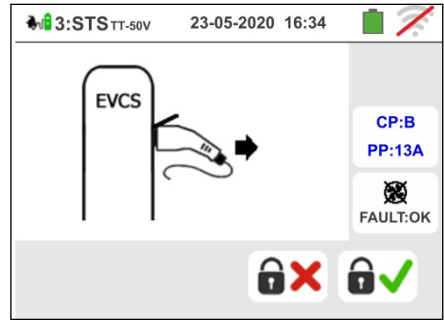 3:STS TT-50V 23-05-2020 16:34
EVCS
CP:B
PP:13A
FAULT:OK